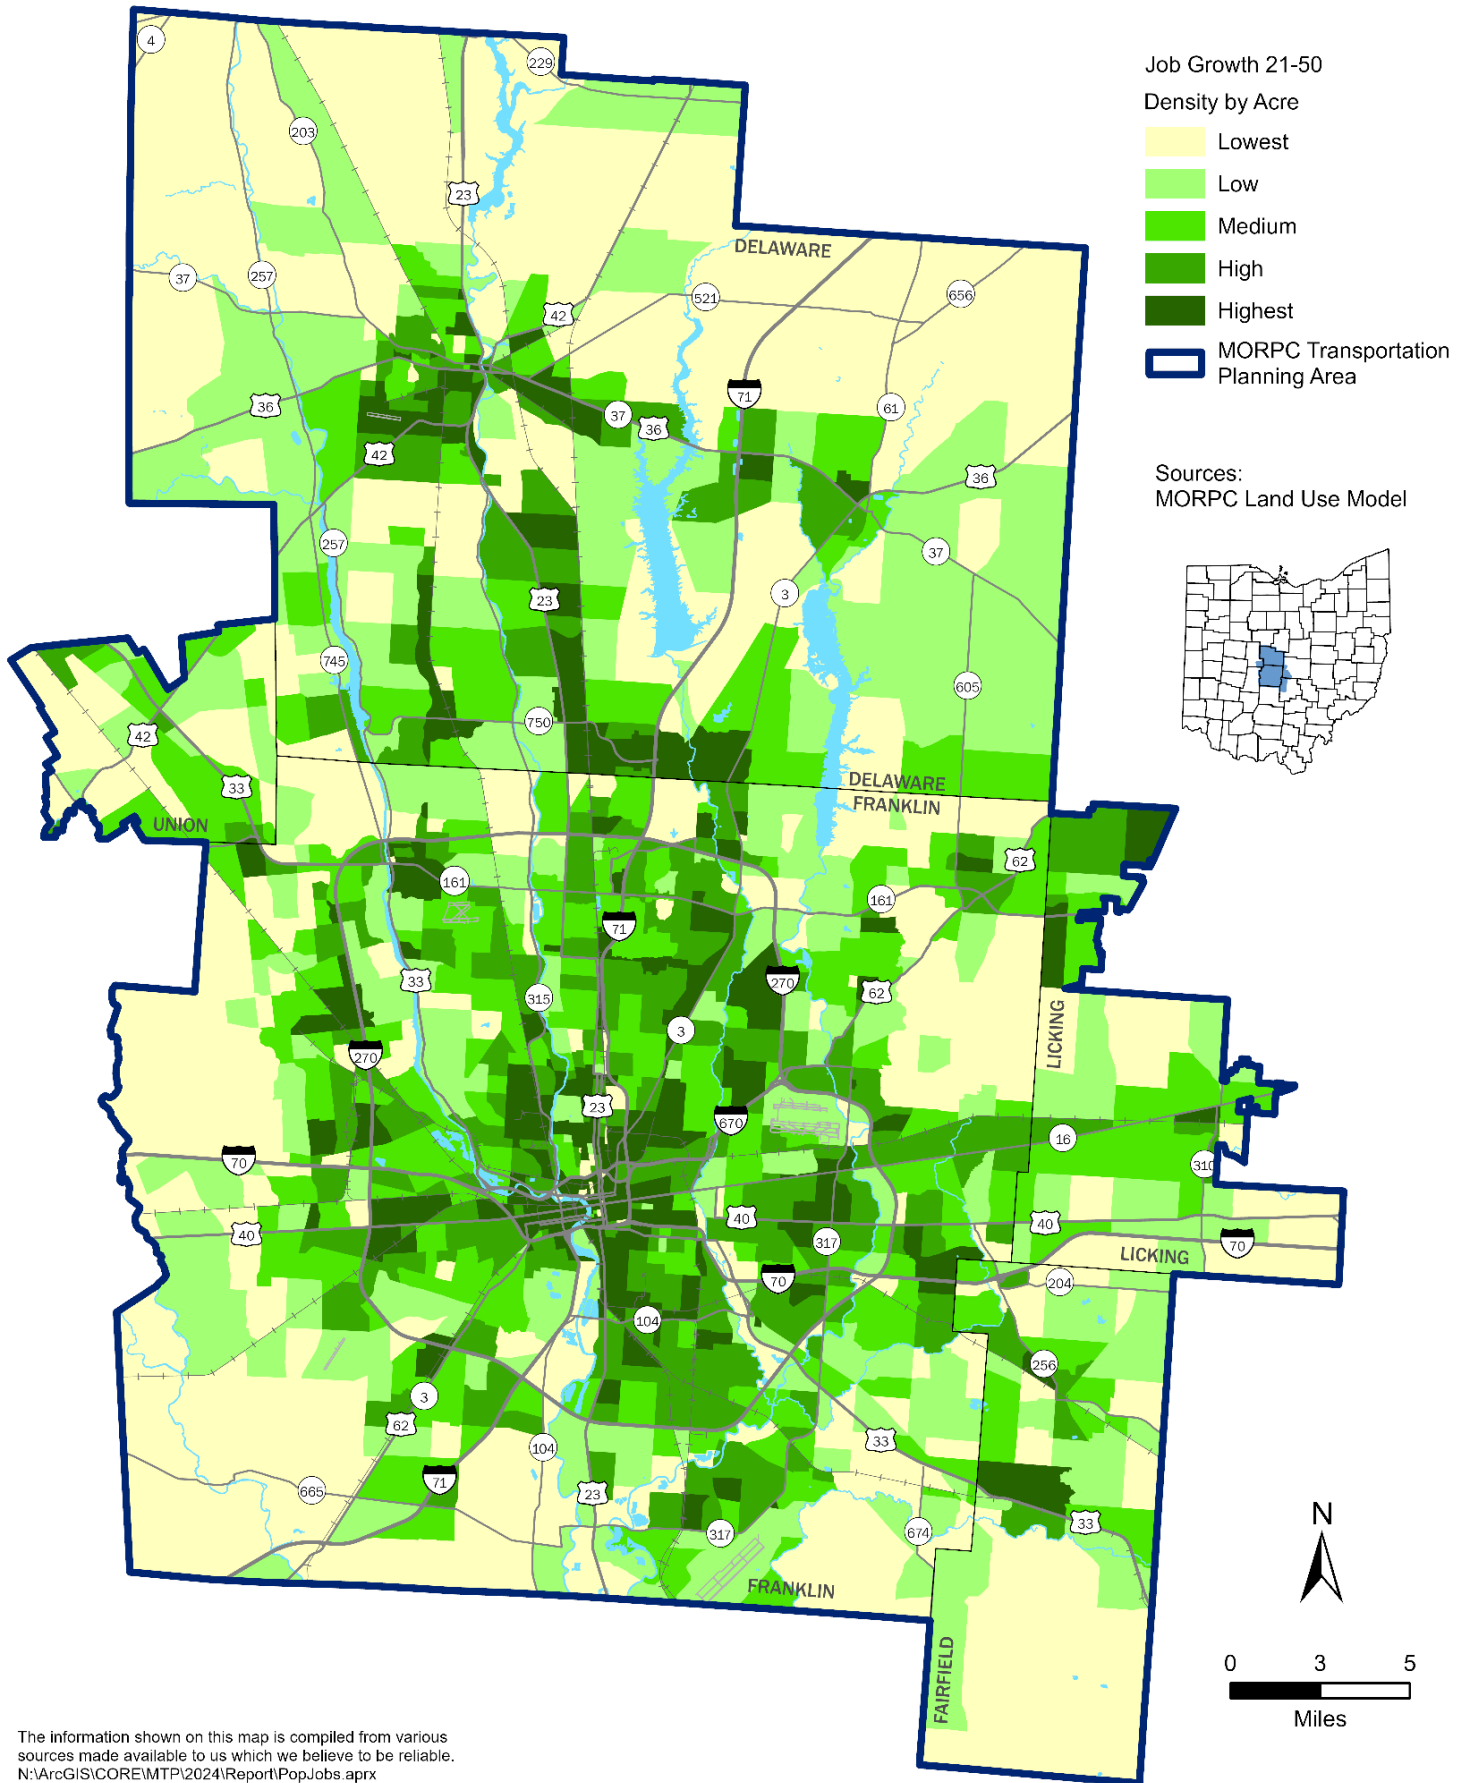 Job Growth 21-50
Density by Acre
Lowest
Low
Medium
High
Highest
MORPC Transportation
Planning Area
Sources:
MORPC Land Use Model
4
229
203
23
DELAWARE
37
257
42
521
656
36
37
36
71
61
42
36
257
37
23
3
745
605
750
42
33
DELAWARE
FRANKLIN
UNION
62
161
161
71
33
315
270
62
3
LICKING
270
23
670
16
70
310
40
40
40
317
70
LICKING
70
204
104
256
3
62
33
104
71
665
23
317
674
33
FRANKLIN
FAIRFIELD
N
0 3 5
Miles
The information shown on this map is compiled from various
sources made available to us which we believe to be reliable.
N:\ArcGIS\CORE\MTP\2024\Report\PopJobs.aprx